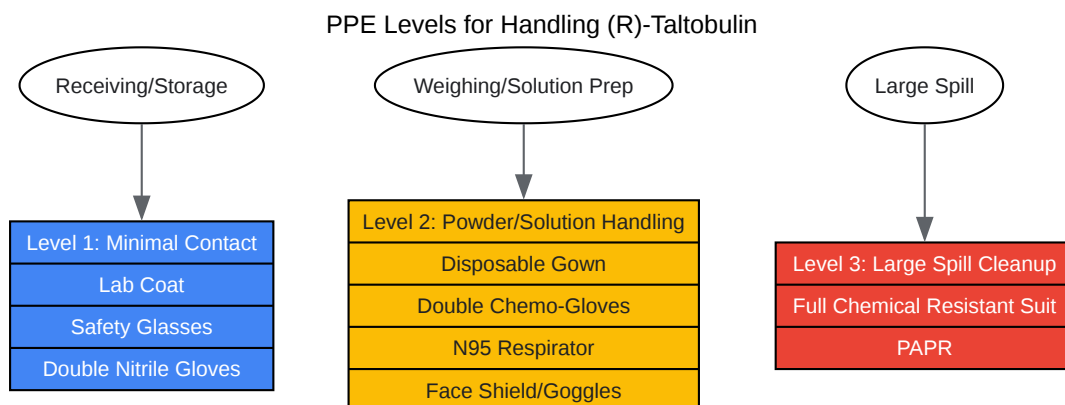 PPE Levels for Handling (R)-Taltobulin
Receiving/Storage
Weighing/Solution Prep
Large Spill
Level 1: Minimal Contact
Lab Coat
Safety Glasses
Double Nitrile Gloves
Level 2: Powder/Solution Handling
Disposable Gown
Double Chemo-Gloves
N95 Respirator
Face Shield/Goggles
Level 3: Large Spill Cleanup
Full Chemical Resistant Suit
PAPR